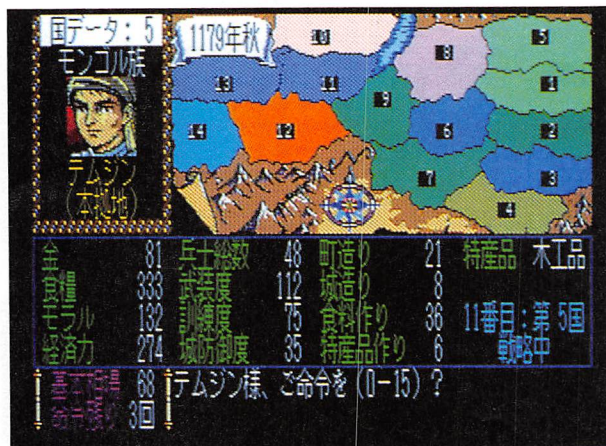 国データ: 5
1179年秋
モンゴル族
テムジン
(本拠地)
10
8
5
13
11
9
1
14
12
6
2
7
3
4
金 81 兵士総数 48 町造り 21 特産品 木工品
食糧 333 武装度 112 城造り 8
モラル 132 訓練度 75 食料作り 36 11番目:第 5国
経済力 274 城防御度 35 特産品作り 6 戦略中
基本相場 68 テムジン様、ご命令を (0-15) ?
命令残り 3回